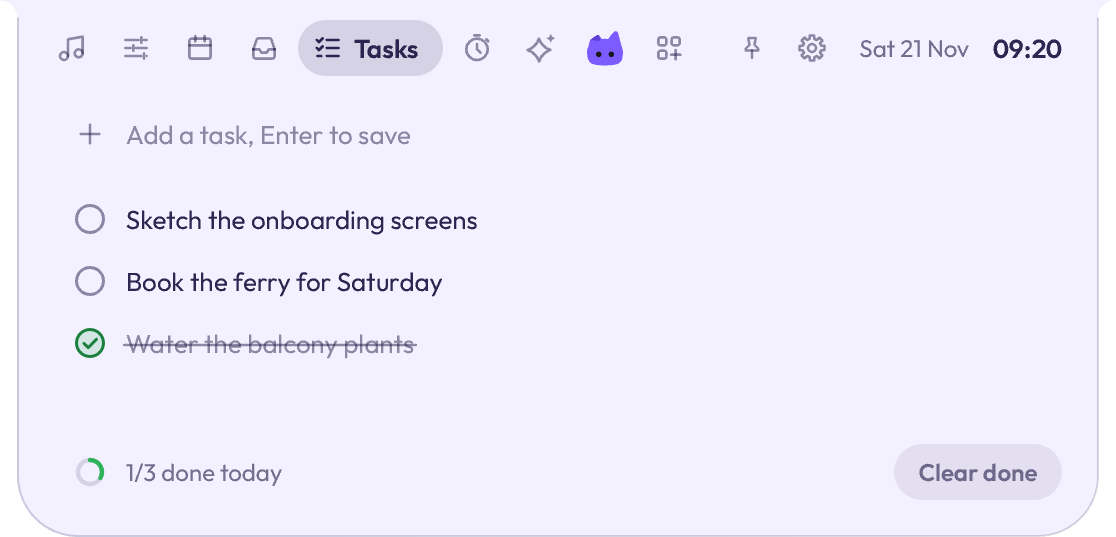 Tasks Sat 21 Nov 09:20
Add a task, Enter to save
Sketch the onboarding screens
Book the ferry for Saturday
Water the balcony plants
1/3 done today Clear done